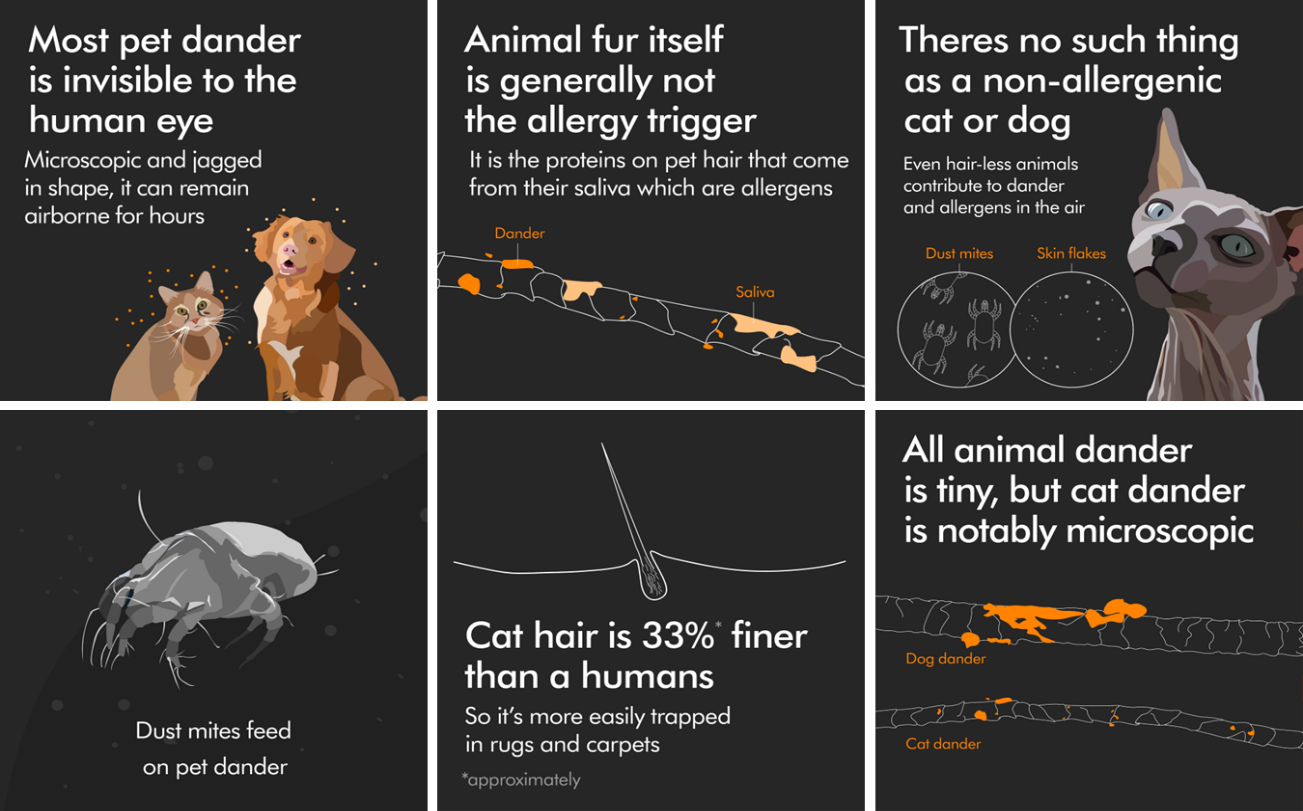 Most pet dander
is invisible to the
human eye
Microscopic and jagged
in shape, it can remain
airborne for hours
Animal fur itself
is generally not
the allergy trigger
It is the proteins on pet hair that come
from their saliva which are allergens
Dander
Saliva
Theres no such thing
as a non-allergenic
cat or dog
Even hair-less animals
contribute to dander
and allergens in the air
Dust mites
Skin flakes
Dust mites feed
on pet dander
Cat hair is 33%* finer
than a humans
So it's more easily trapped
in rugs and carpets
*approximately
All animal dander
is tiny, but cat dander
is notably microscopic
Dog dander
Cat dander